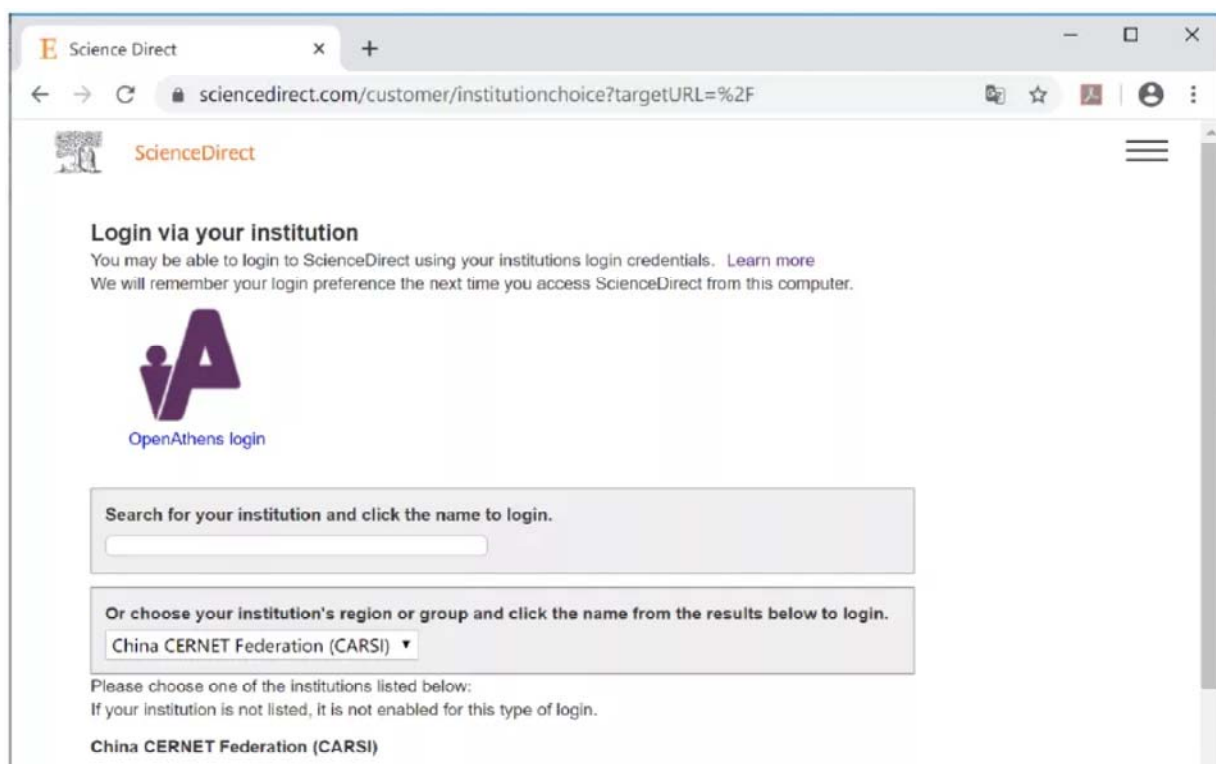 Science Direct
sciencedirect.com/customer/institutionchoice?targetURL=%2F
ScienceDirect
Login via your institution
You may be able to login to ScienceDirect using your institutions login credentials. Learn more
We will remember your login preference the next time you access ScienceDirect from this computer.
OpenAthens login
Search for your institution and click the name to login.
Or choose your institution's region or group and click the name from the results below to login.
China CERNET Federation (CARSI)
Please choose one of the institutions listed below:
If your institution is not listed, it is not enabled for this type of login.
China CERNET Federation (CARSI)